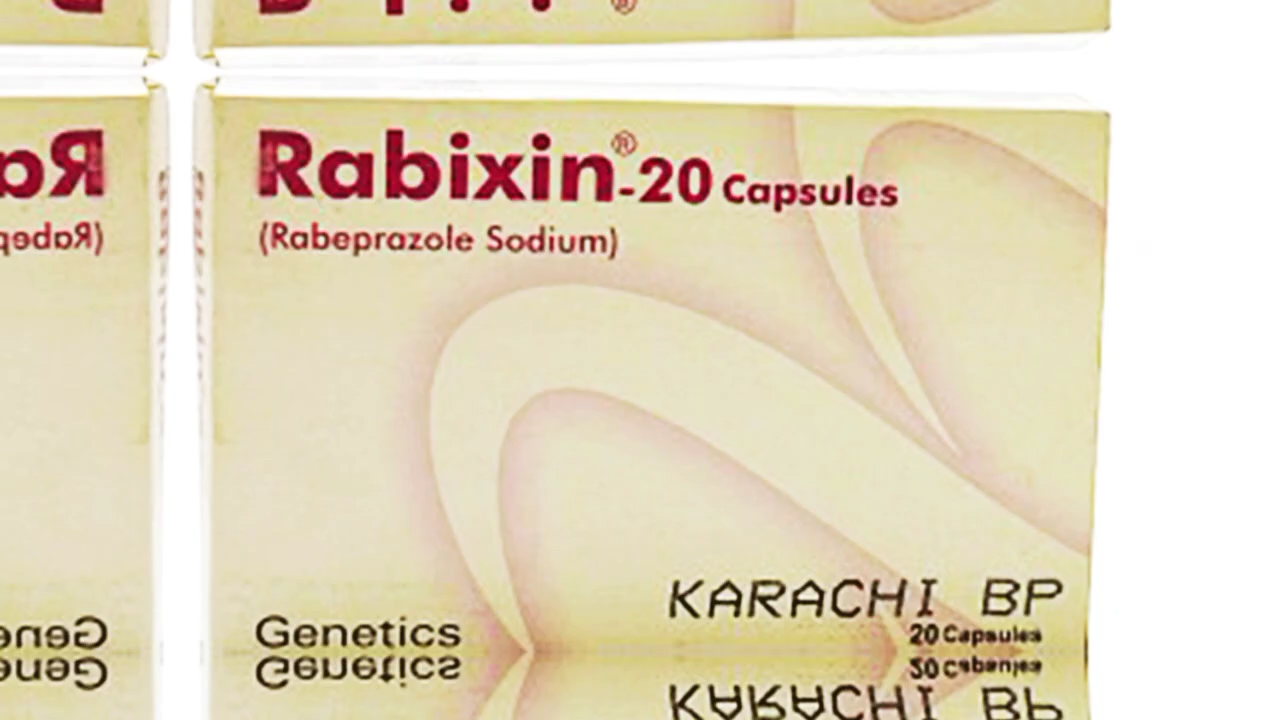 Rabixin®-20 Capsules
(Rabeprazole Sodium)
KARACHI BP
Genetics
20 Capsules